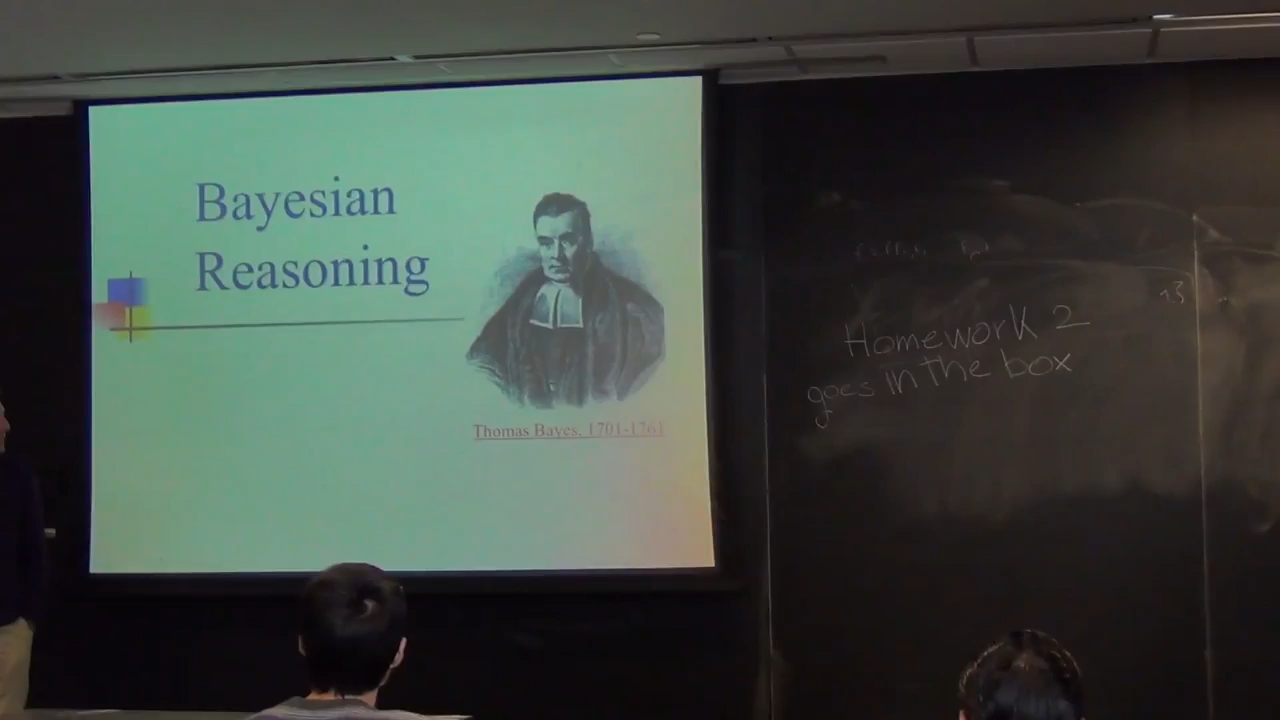 Bayesian
Reasoning
Thomas Bayes, 1701-1761
Homework 2
goes in the box